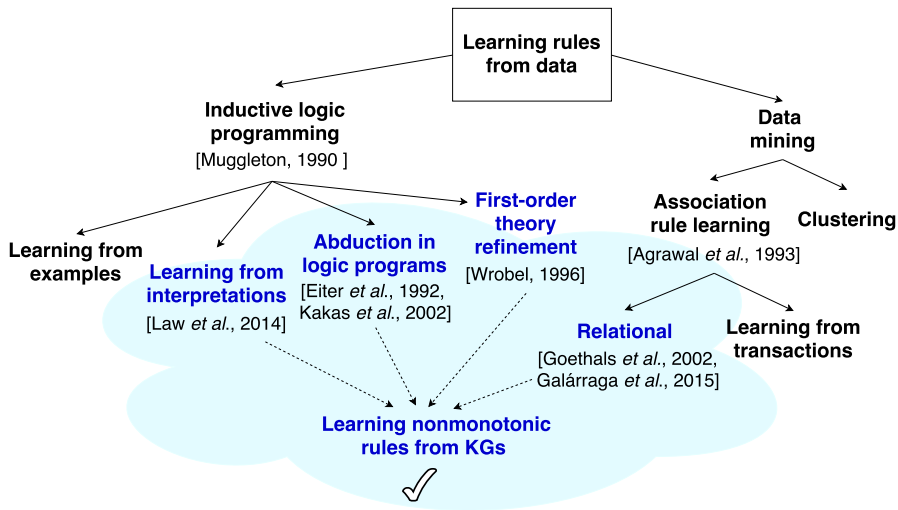 Learning rules
from data
Inductive logic
programming
[Muggleton, 1990 ]
Data
mining
Learning from
examples
Learning from
interpretations
[Law et al., 2014]
Abduction in
logic programs
[Eiter et al., 1992,
Kakas et al., 2002]
First-order
theory
refinement
[Wrobel, 1996]
Association
rule learning
[Agrawal et al., 1993]
Clustering
Relational
[Goethals et al., 2002,
Galárraga et al., 2015]
Learning from
transactions
Learning nonmonotonic
rules from KGs